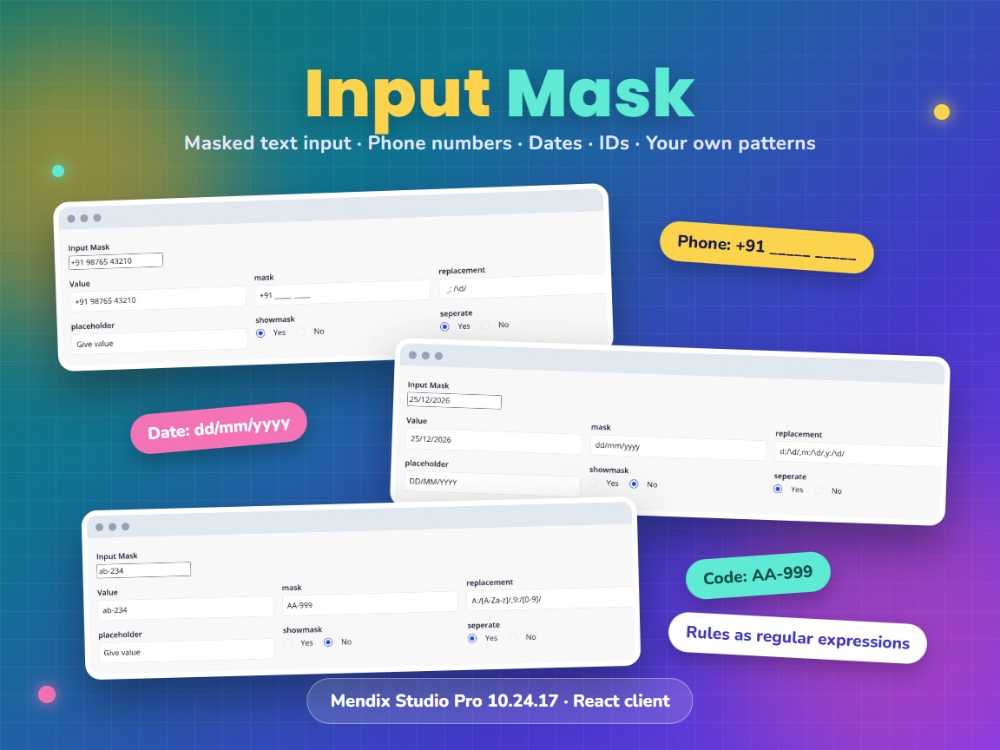 Input Mask
Masked text input · Phone numbers · Dates · IDs · Your own patterns
Input Mask
+91 98765 43210
Value
mask
replacement
+91 98765 43210
+91 _____ _____
_: /\d/
placeholder
showmask
seperate
Give value
Yes
No
Yes
No
Phone: +91 _____ _____
Input Mask
25/12/2026
Value
mask
replacement
25/12/2026
dd/mm/yyyy
d:/\d/,m:/\d/,y:/\d/
placeholder
showmask
seperate
DD/MM/YYYY
Yes
No
Yes
No
Date: dd/mm/yyyy
Input Mask
ab-234
Value
mask
replacement
ab-234
AA-999
A:/[A-Za-z]/,9:/[0-9]/
placeholder
showmask
seperate
Give value
Yes
No
Yes
No
Code: AA-999
Rules as regular expressions
Mendix Studio Pro 10.24.17 · React client